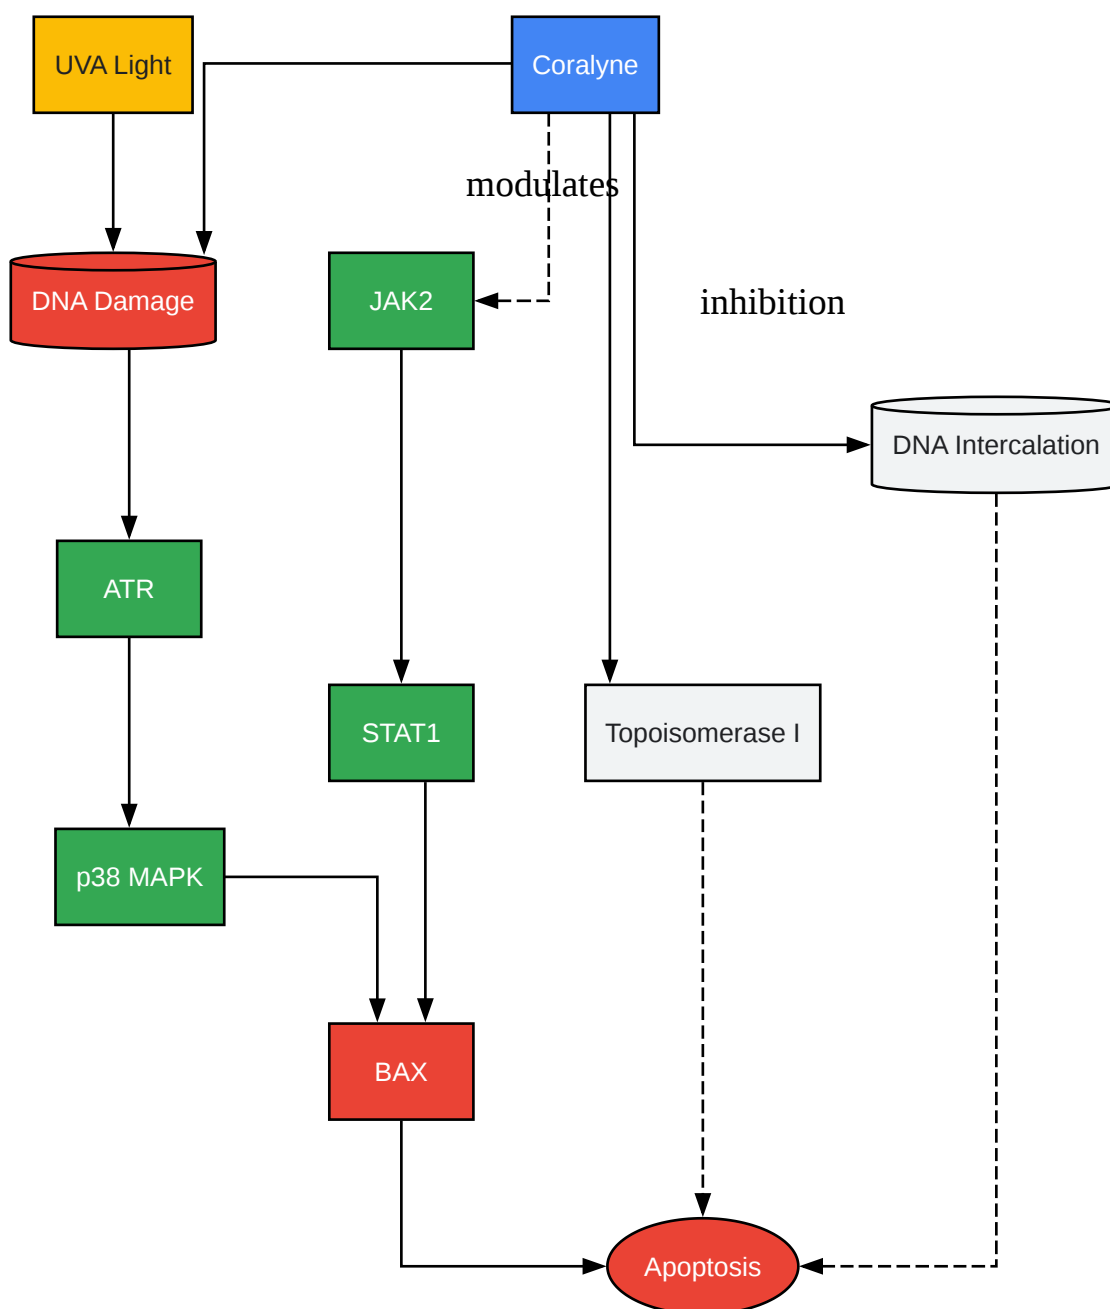 UVA Light
Coralyne
modulates
DNA Damage
JAK2
inhibition
DNA Intercalation
ATR
STAT1
Topoisomerase I
p38 MAPK
BAX
Apoptosis